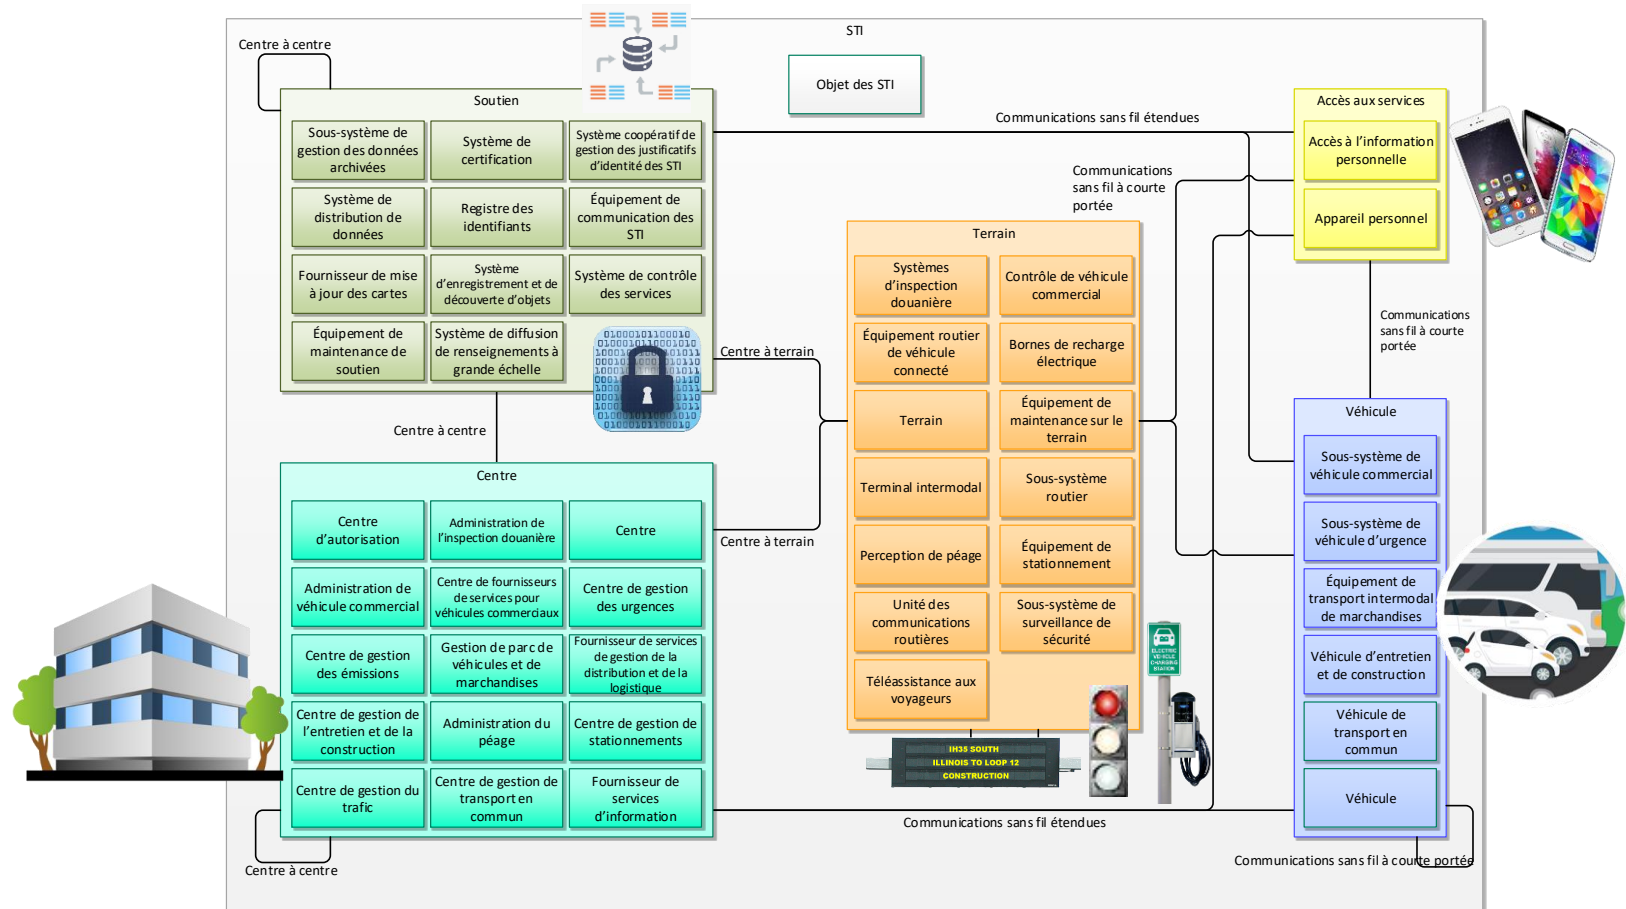 STI
Centre à centre
Objet des STI
Soutien
Sous-système de
gestion des données
archivées
Système de
certification
Système coopératif de
gestion des justificatifs
d’identité des STI
Système de
distribution de
données
Registre des
identifiants
Équipement de
communication des
STI
Fournisseur de mise
à jour des cartes
Système
d’enregistrement et de
découverte d’objets
Système de contrôle
des services
Équipement de
maintenance de
soutien
Système de diffusion
de renseignements à
grande échelle
Centre à terrain
Centre à centre
Centre
Centre
d’autorisation
Administration de
l’inspection douanière
Centre
Administration de
véhicule commercial
Centre de fournisseurs
de services pour
véhicules commerciaux
Centre de gestion
des urgences
Centre de gestion
des émissions
Gestion de parc de
véhicules et de
marchandises
Fournisseur de services
de gestion de la
distribution et de la
logistique
Centre de gestion de
l’entretien et de la
construction
Administration du
péage
Centre de gestion de
stationnements
Centre de gestion du
trafic
Centre de gestion de
transport en
commun
Fournisseur de
services
d’information
Centre à centre
Centre à terrain
Communications sans fil étendues
Communications
sans fil à courte
portée
Terrain
Systèmes
d’inspection
douanière
Contrôle de véhicule
commercial
Équipement routier
de véhicule
connecté
Bornes de recharge
électrique
Terrain
Équipement de
maintenance sur le
terrain
Terminal intermodal
Sous-système
routier
Perception de péage
Équipement de
stationnement
Unité des
communications
routières
Sous-système de
surveillance de
sécurité
Téléassistance aux
voyageurs
IH35 SOUTH
ILLINOIS TO LOOP 12
CONSTRUCTION
ELECTRIC
VEHICLE
CHARGING
STATION
Communications sans fil étendues
Accès aux services
Accès à l’information
personnelle
Appareil personnel
Communications
sans fil à courte
portée
Véhicule
Sous-système de
véhicule commercial
Sous-système de
véhicule d’urgence
Équipement de
transport intermodal
de marchandises
Véhicule d’entretien
et de construction
Véhicule de
transport en
commun
Véhicule
Communications sans fil à courte portée